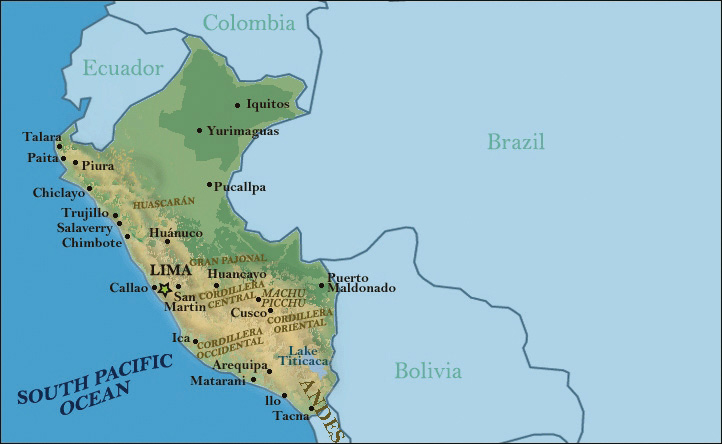 Colombia
Ecuador
Iquitos
Yurimaguas
Brazil
Talara
Paita
Piura
Pucallpa
Chiclayo
HUASCARÁN
Trujillo
Salaverry
Chimbote
Huánuco
GRAN PAJONAL
LIMA
Huancayo
Puerto
Maldonado
Callao
San
Martin
CORDILLERA
CENTRAL
MACHU
PICCHU
Cusco
CORDILLERA
ORIENTAL
Ica
CORDILLERA
OCCIDENTAL
Lake
Titicaca
SOUTH PACIFIC
OCEAN
Arequipa
Matarani
Bolivia
ANDES
Ilo
Tacna